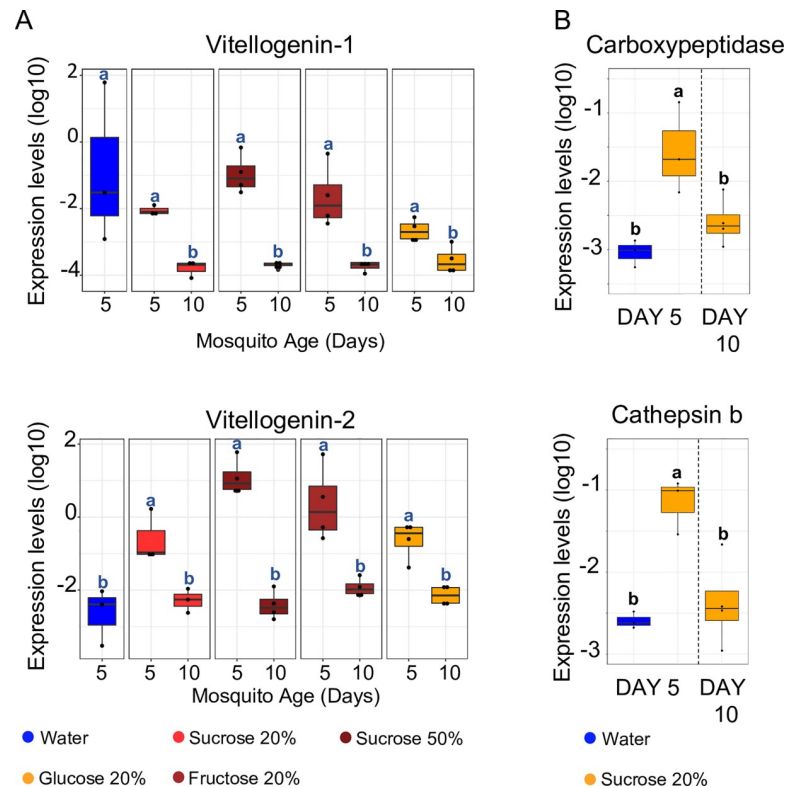 A
Vitellogenin-1
Expression levels (log10)
2
0
-2
-4
a
a
b
a
b
a
b
a
b
5
5
10
5
10
5
10
5
10
Mosquito Age (Days)
Vitellogenin-2
Expression levels (log10)
2
0
-2
b
a
b
a
b
a
b
a
b
5
5
10
5
10
5
10
5
10
Mosquito Age (Days)
Water
Sucrose 20%
Sucrose 50%
Glucose 20%
Fructose 20%
B
Carboxypeptidase
Expression levels (log10)
-1
-2
-3
b
a
b
DAY 5
DAY
10
Cathepsin b
Expression levels (log10)
-1
-2
-3
b
a
b
DAY 5
DAY
10
Water
Sucrose 20%